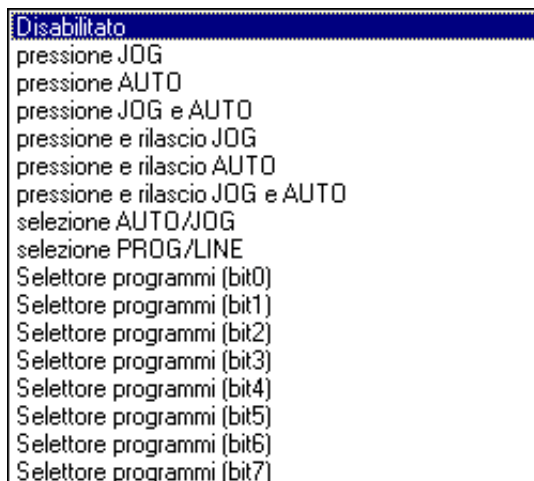 Disabilitato
pressione JOG
pressione AUTO
pressione JOG e AUTO
pressione e rilascio JOG
pressione e rilascio AUTO
pressione e rilascio JOG e AUTO
selezione AUTO/JOG
selezione PROG/LINE
Selettore programmi (bit0)
Selettore programmi (bit1)
Selettore programmi (bit2)
Selettore programmi (bit3)
Selettore programmi (bit4)
Selettore programmi (bit5)
Selettore programmi (bit6)
Selettore programmi (bit7)